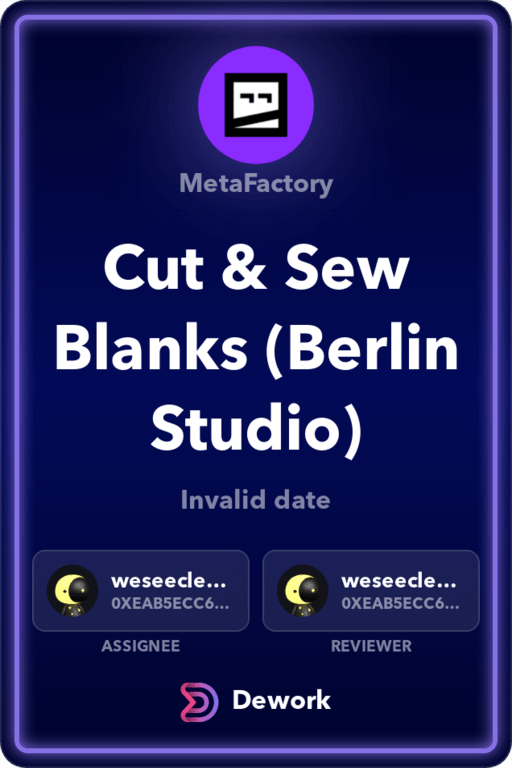 MetaFactory
Cut & Sew
Blanks (Berlin
Studio)
Invalid date
weseecle...
0XEAB5ECC6...
weseecle...
0XEAB5ECC6...
ASSIGNEE
REVIEWER
Dework